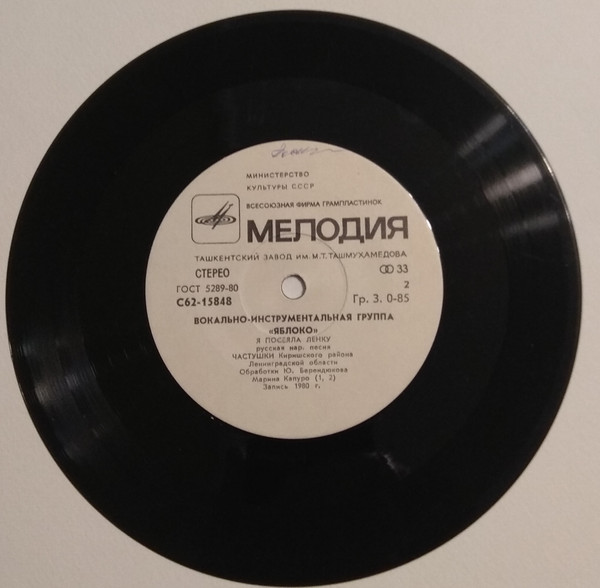 МИНИСТЕРСТВО
КУЛЬТУРЫ СССР
ВСЕСОЮЗНАЯ ФИРМА ГРАМПЛАСТИНОК
МЕЛОДИЯ
ТАШКЕНТСКИЙ ЗАВОД ИМ. М.Т. ТАШМУХАМЕДОВА
СТЕРЕО 33
ГОСТ 5289-80 2
С62-15848 Гр. 3. 0-85
ВОКАЛЬНО-ИНСТРУМЕНТАЛЬНАЯ ГРУППА
«ЯБЛОКО»
Я ПОСЕЯЛА ЛЕНКУ
русская нар. песня
ЧАСТУШКИ Киришского района
Ленинградской области
Обработки Ю. Берендюкова
Марина Капуро (1, 2)
Запись 1980 г.